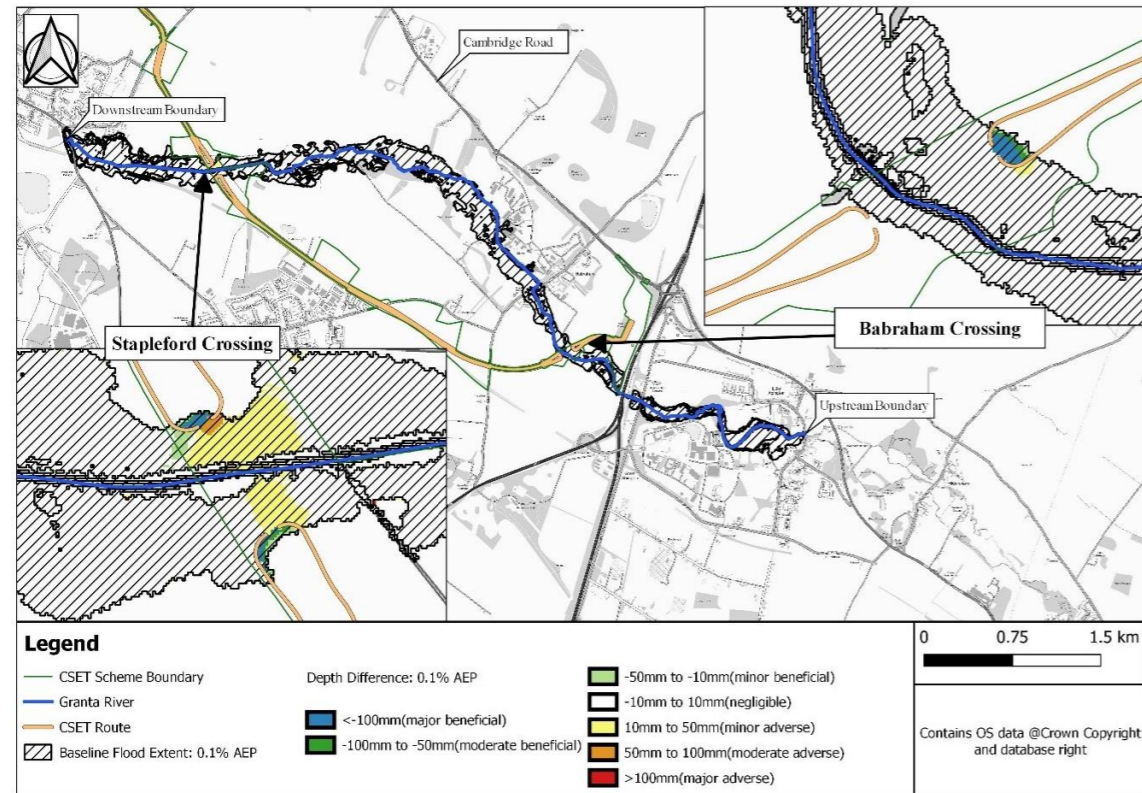 Cambridge Road
Downstream Boundary
Stapleford Crossing
Babraham Crossing
Upstream Boundary
Babraham
Legend
CSET Scheme Boundary
Granta River
CSET Route
Baseline Flood Extent: 0.1% AEP
Depth Difference: 0.1% AEP
<-100mm(major beneficial)
-100mm to -50mm(moderate beneficial)
-50mm to -10mm(minor beneficial)
-10mm to 10mm(negligible)
10mm to 50mm(minor adverse)
50mm to 100mm(moderate adverse)
>100mm(major adverse)
0 0.75 1.5 km
Contains OS data @Crown Copyright
and database right